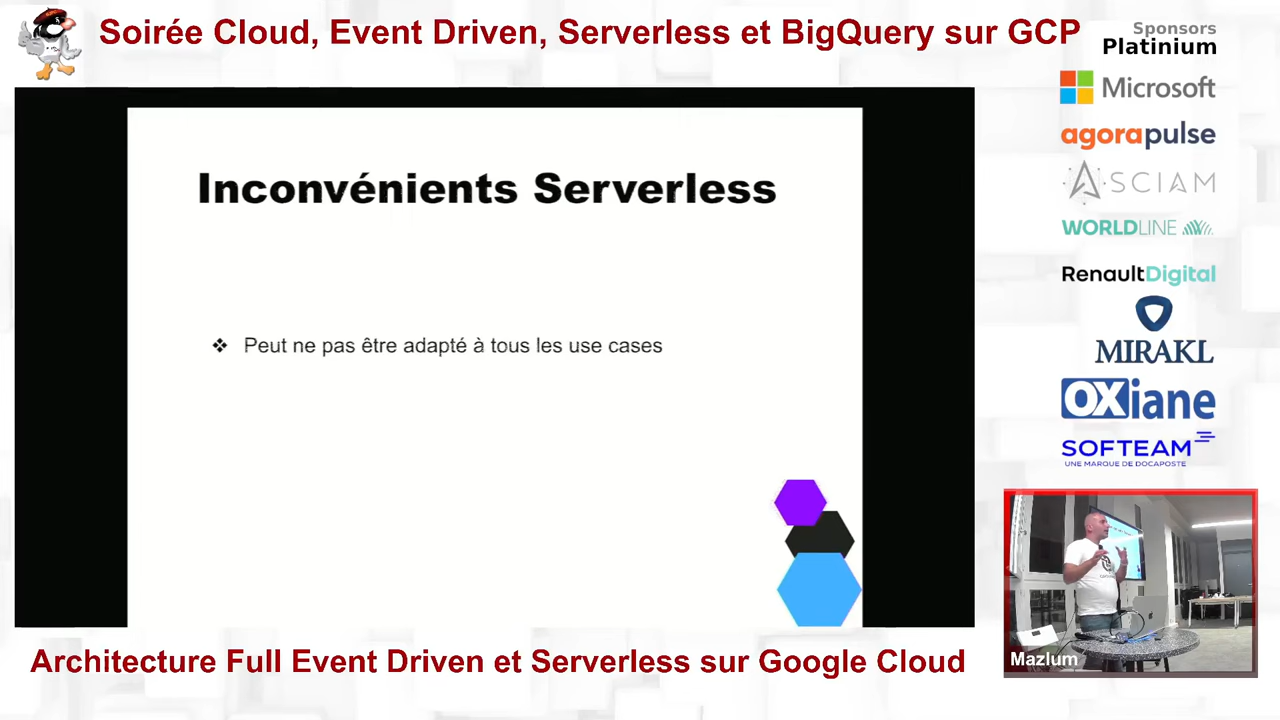 Soirée Cloud, Event Driven, Serverless et BigQuery sur GCP
Sponsors
Platinium
Microsoft
agorapulse
ASCIAM
WORLDLINE
RenaultDigital
MIRAKL
OXiane
SOFTEAM
UNE MARQUE DE DOCAPOSTE
Inconvénients Serverless
❖ Peut ne pas être adapté à tous les use cases
Mazlum
Architecture Full Event Driven et Serverless sur Google Cloud